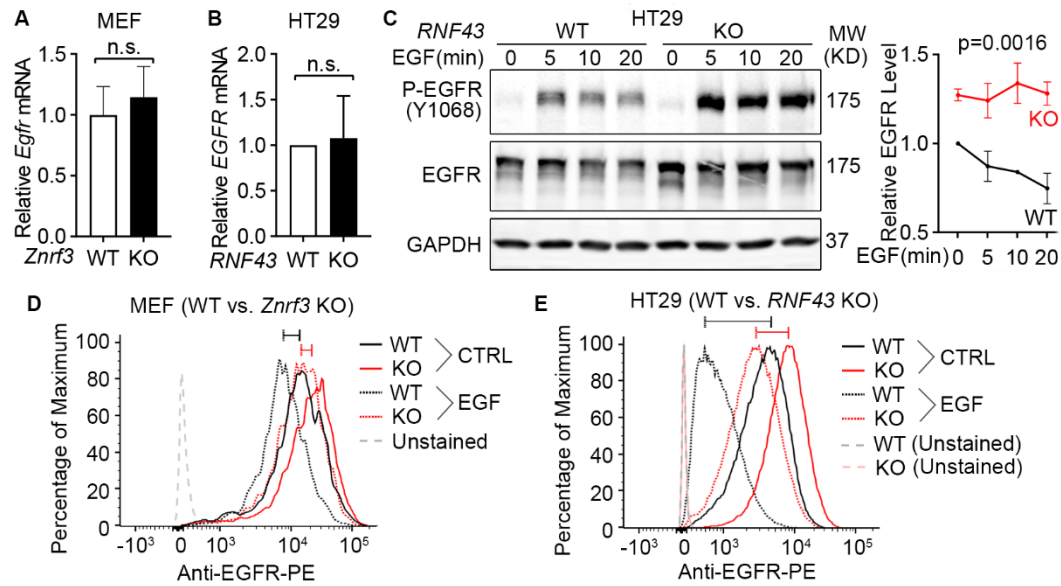 A
MEF
n.s.
Relative Egfr mRNA
1.5
1.0
0.5
0.0
Znrf3 WT KO
B
HT29
n.s.
Relative EGFR mRNA
2.0
1.5
1.0
0.5
0.0
RNF43 WT KO
C
HT29
RNF43 WT KO MW
EGF(min) 0 5 10 20 0 5 10 20 (KD)
P-EGFR
(Y1068)
175
EGFR
175
GAPDH
37
p=0.0016
Relative EGFR Level
1.5
1.0
0.5
KO
WT
EGF(min) 0 5 10 20
D
MEF (WT vs. Znrf3 KO)
Percentage of Maximum
100
80
60
40
20
0
-10³ 0 10³ 10⁴ 10⁵
Anti-EGFR-PE
WT
KO
CTRL
WT
KO
EGF
Unstained
E
HT29 (WT vs. RNF43 KO)
Percentage of Maximum
100
80
60
40
20
0
-10³ 0 10³ 10⁴ 10⁵
Anti-EGFR-PE
WT
KO
CTRL
WT
KO
EGF
WT (Unstained)
KO (Unstained)